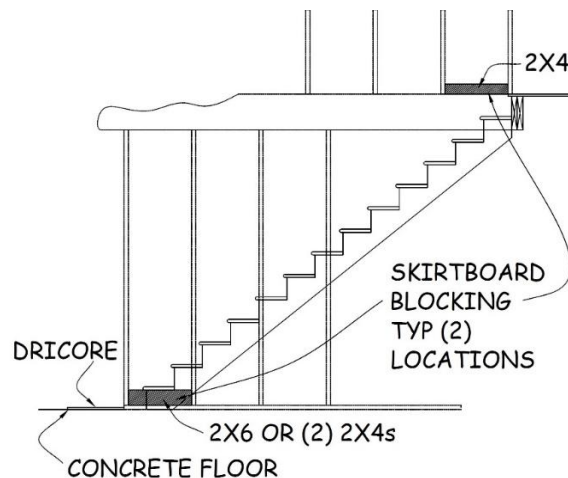 2X4
SKIRTBOARD
BLOCKING
TYP (2)
LOCATIONS
DRICORE
2X6 OR (2) 2X4s
CONCRETE FLOOR